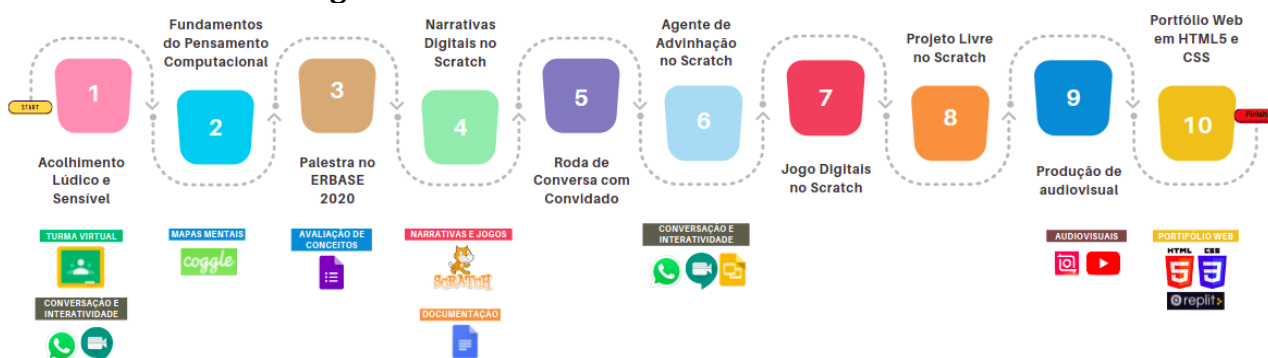 START
1
Acolhimento
Lúdico e
Sensível
TURMA VIRTUAL
CONVERSAÇÃO E
INTERATIVIDADE
Fundamentos
do Pensamento
Computacional
2
MAPAS MENTAIS
coggle
3
Palestra no
ERBASE
2020
AVALIAÇÃO DE
CONCEITOS
Narrativas
Digitais no
Scratch
4
NARRATIVAS E JOGOS
SCRATCH
DOCUMENTAÇÃO
5
Roda de
Conversa com
Convidado
Agente de
Advinhação
no Scratch
6
CONVERSAÇÃO E
INTERATIVIDADE
7
Jogo Digitais
no Scratch
Projeto Livre
no Scratch
8
9
Produção de
audiovisual
AUDIOVISUAIS
Portfólio Web
em HTML5 e
CSS
10
Finish
PORTIFÓLIO WEB
HTML CSS
5 3
replit